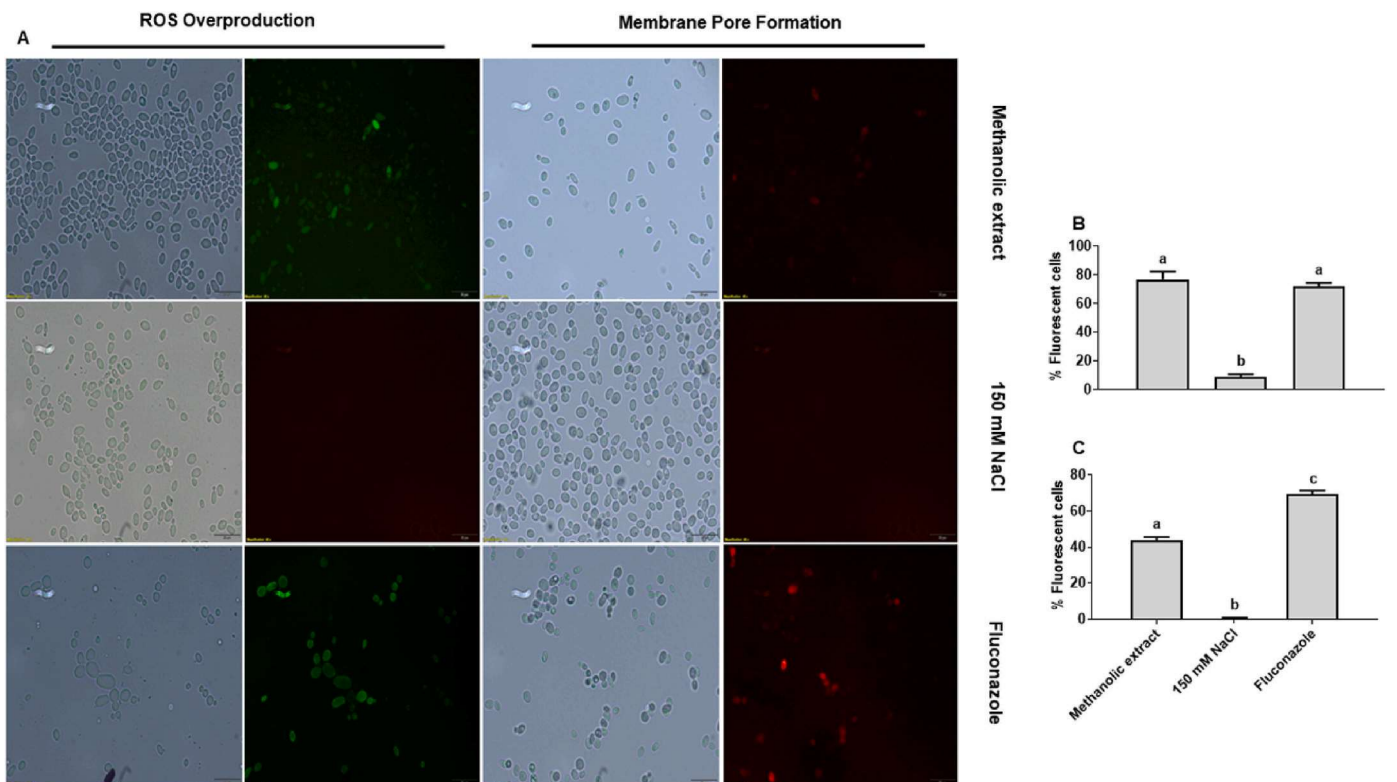 ROS Overproduction
Membrane Pore Formation
A
Methanolic extract
150 mM NaCl
Fluconazole
B
% Fluorescent cells
100
80
60
40
20
0
a
b
a
C
% Fluorescent cells
80
60
40
20
0
a
b
c
Methanolic extract
150 mM NaCl
Fluconazole